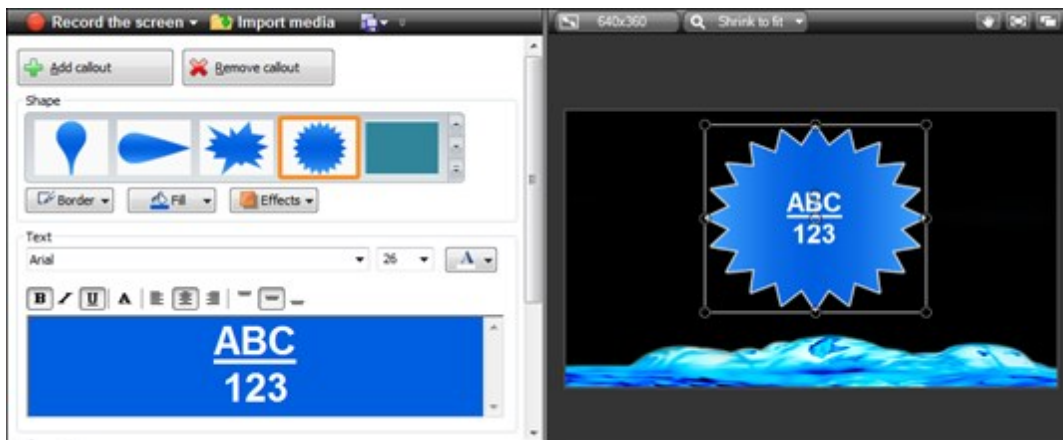 Record the screen
Import media
640x360
Shrink to fit
Add callout
Remove callout
Shape
Border
Fill
Effects
Text
Arial
26
A
B I U A
ABC
123
ABC
123